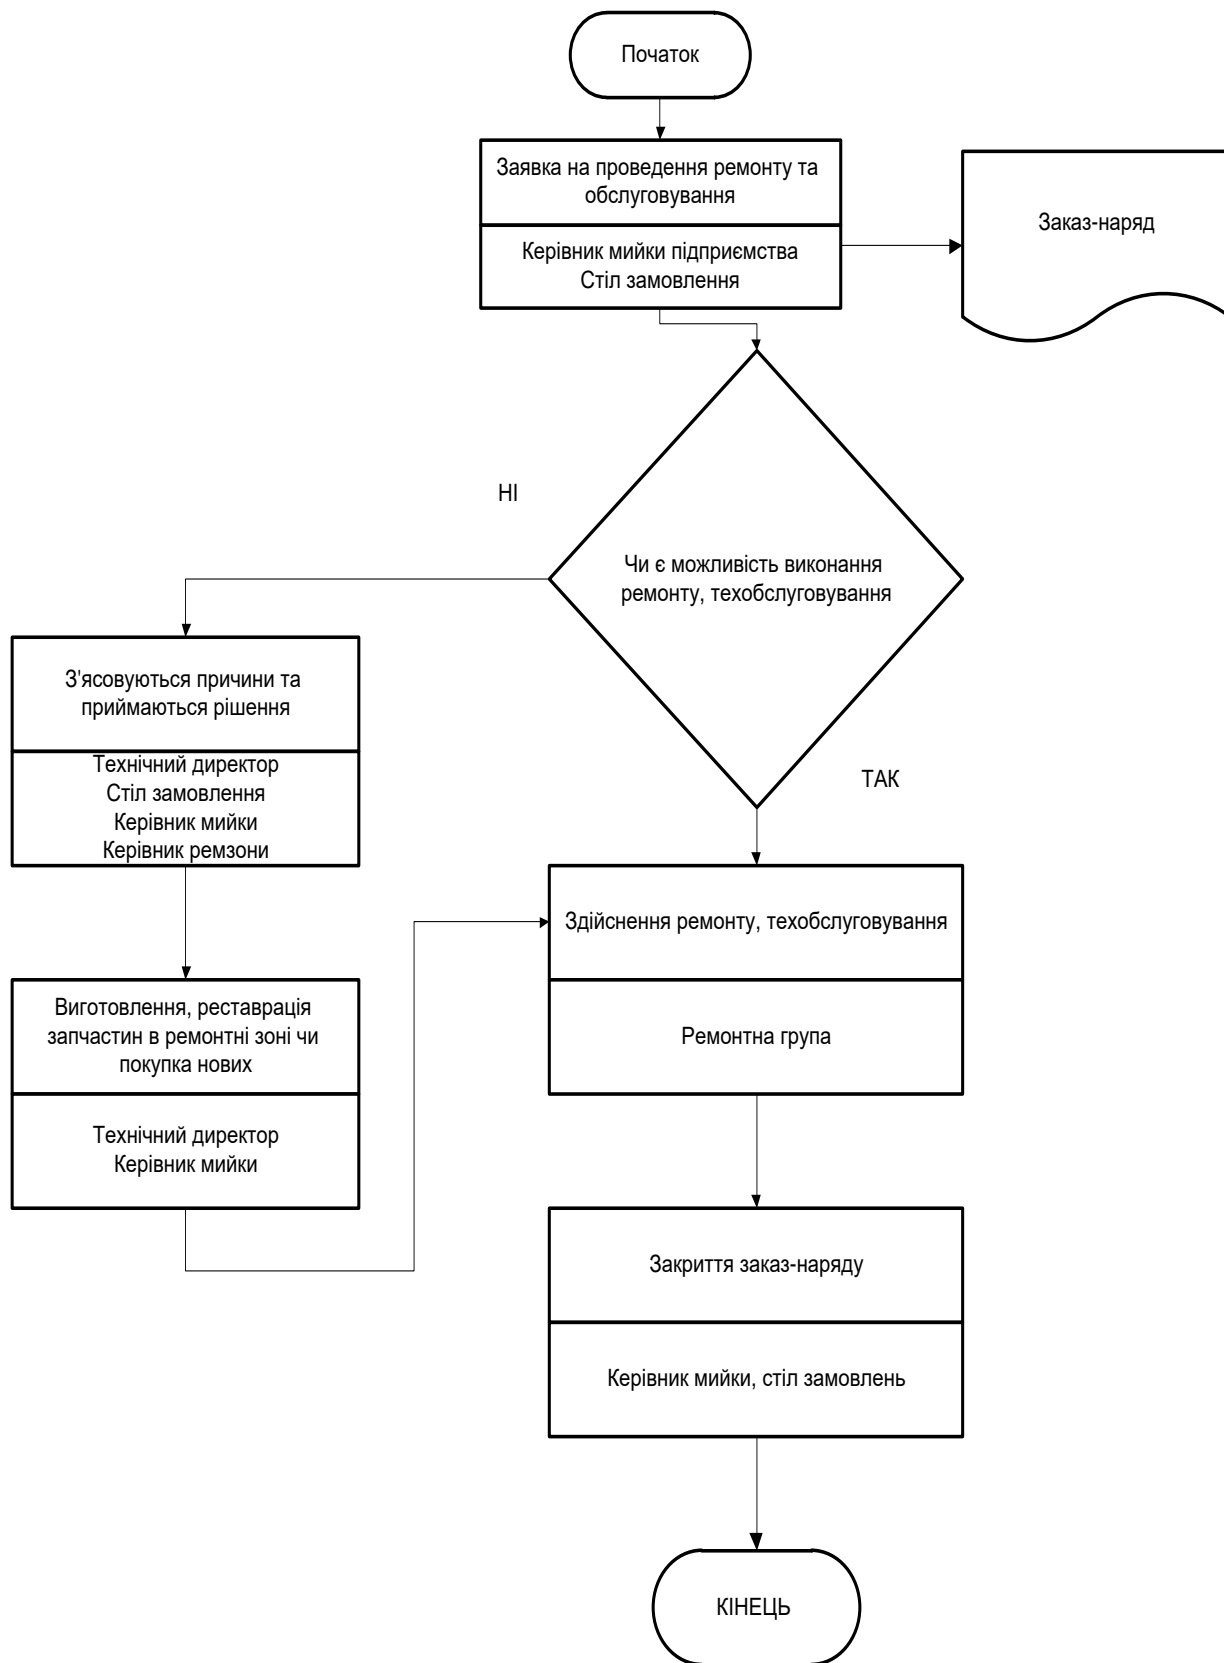 Початок
Заявка на проведення ремонту та
обслуговування
Керівник мийки підприємства
Стіл замовлення
Заказ-наряд
НІ
Чи є можливість виконання
ремонту, техобслуговування
З'ясовуються причини та
приймаються рішення
Технічний директор
Стіл замовлення
Керівник мийки
Керівник ремзони
ТАК
Здійснення ремонту, техобслуговування
Ремонтна група
Виготовлення, реставрація
запчастин в ремонтні зоні чи
покупка нових
Технічний директор
Керівник мийки
Закриття заказ-наряду
Керівник мийки, стіл замовлень
КІНЕЦЬ